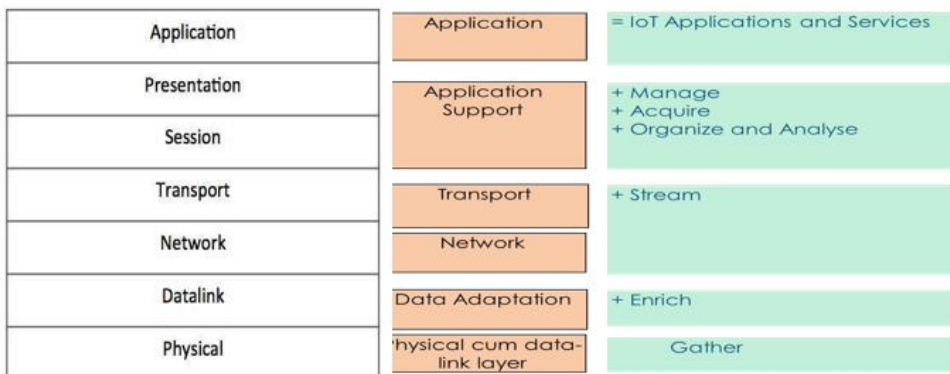 Application
Presentation
Session
Transport
Network
Datalink
Physical
Application
Application
Support
Transport
Network
Data Adaptation
Physical cum data-
link layer
= IoT Applications and Services
+ Manage
+ Acquire
+ Organize and Analyse
+ Stream
+ Enrich
Gather